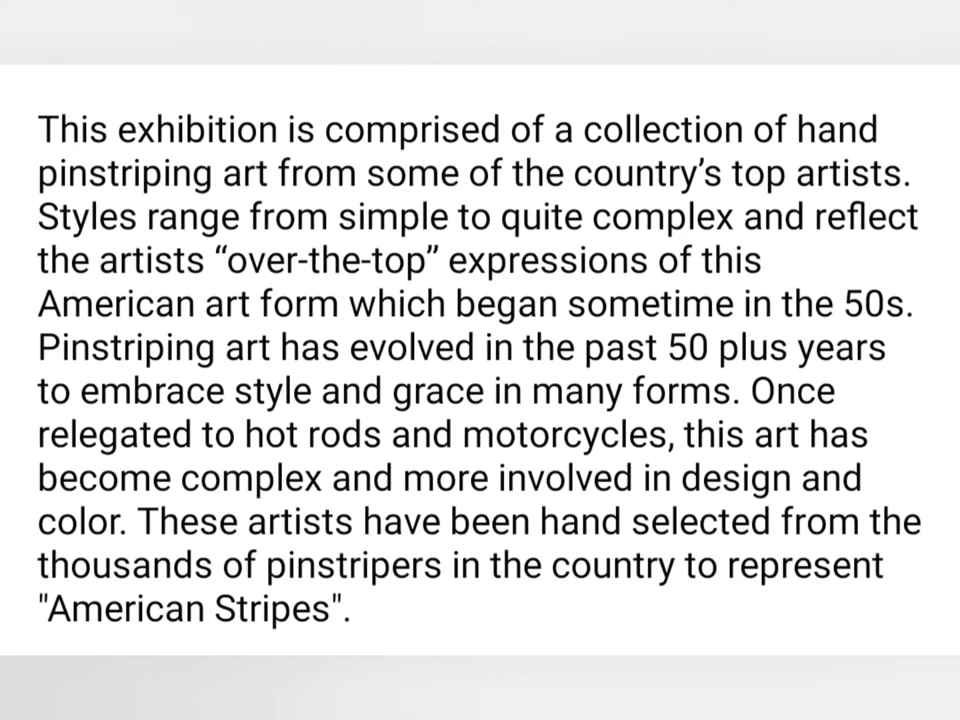 This exhibition is comprised of a collection of hand
pinstriping art from some of the country’s top artists.
Styles range from simple to quite complex and reflect
the artists “over-the-top” expressions of this
American art form which began sometime in the 50s.
Pinstriping art has evolved in the past 50 plus years
to embrace style and grace in many forms. Once
relegated to hot rods and motorcycles, this art has
become complex and more involved in design and
color. These artists have been hand selected from the
thousands of pinstripers in the country to represent
"American Stripes".